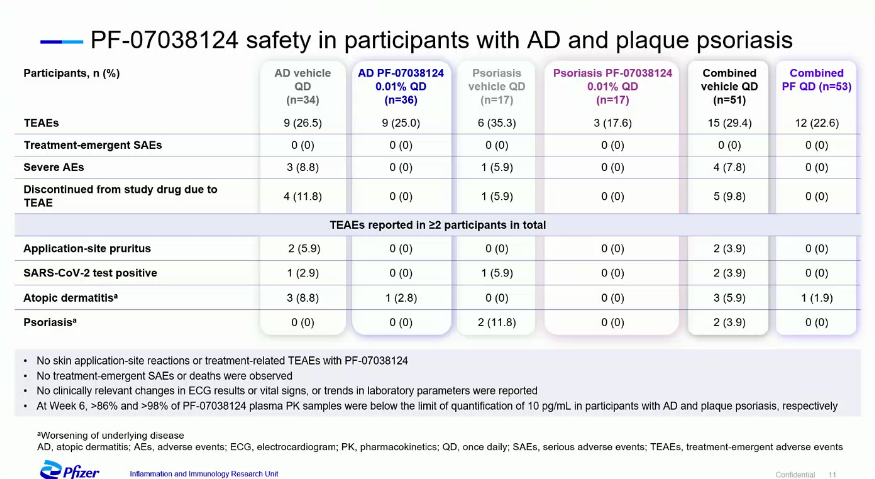 PF-07038124 safety in participants with AD and plaque psoriasis
Participants, n (%) AD vehicle QD (n=34) AD PF-07038124 0.01% QD (n=36) Psoriasis vehicle QD (n=17) Psoriasis PF-07038124 0.01% QD (n=17) Combined vehicle QD (n=51) Combined PF QD (n=53)
TEAEs 9 (26.5) 9 (25.0) 6 (35.3) 3 (17.6) 15 (29.4) 12 (22.6)
Treatment-emergent SAEs 0 (0) 0 (0) 0 (0) 0 (0) 0 (0) 0 (0)
Severe AEs 3 (8.8) 0 (0) 1 (5.9) 0 (0) 4 (7.8) 0 (0)
Discontinued from study drug due to TEAE 4 (11.8) 0 (0) 1 (5.9) 0 (0) 5 (9.8) 0 (0)
TEAEs reported in ≥2 participants in total
Application-site pruritus 2 (5.9) 0 (0) 0 (0) 0 (0) 2 (3.9) 0 (0)
SARS-CoV-2 test positive 1 (2.9) 0 (0) 1 (5.9) 0 (0) 2 (3.9) 0 (0)
Atopic dermatitisᵃ 3 (8.8) 1 (2.8) 0 (0) 0 (0) 3 (5.9) 1 (1.9)
Psoriasisᵃ 0 (0) 0 (0) 2 (11.8) 0 (0) 2 (3.9) 0 (0)
• No skin application-site reactions or treatment-related TEAEs with PF-07038124
• No treatment-emergent SAEs or deaths were observed
• No clinically relevant changes in ECG results or vital signs, or trends in laboratory parameters were reported
• At Week 6, >86% and >98% of PF-07038124 plasma PK samples were below the limit of quantification of 10 pg/mL in participants with AD and plaque psoriasis, respectively
ᵃWorsening of underlying disease
AD, atopic dermatitis; AEs, adverse events; ECG, electrocardiogram; PK, pharmacokinetics; QD, once daily; SAEs, serious adverse events; TEAEs, treatment-emergent adverse events
Pfizer Inflammation and Immunology Research Unit Confidential 11